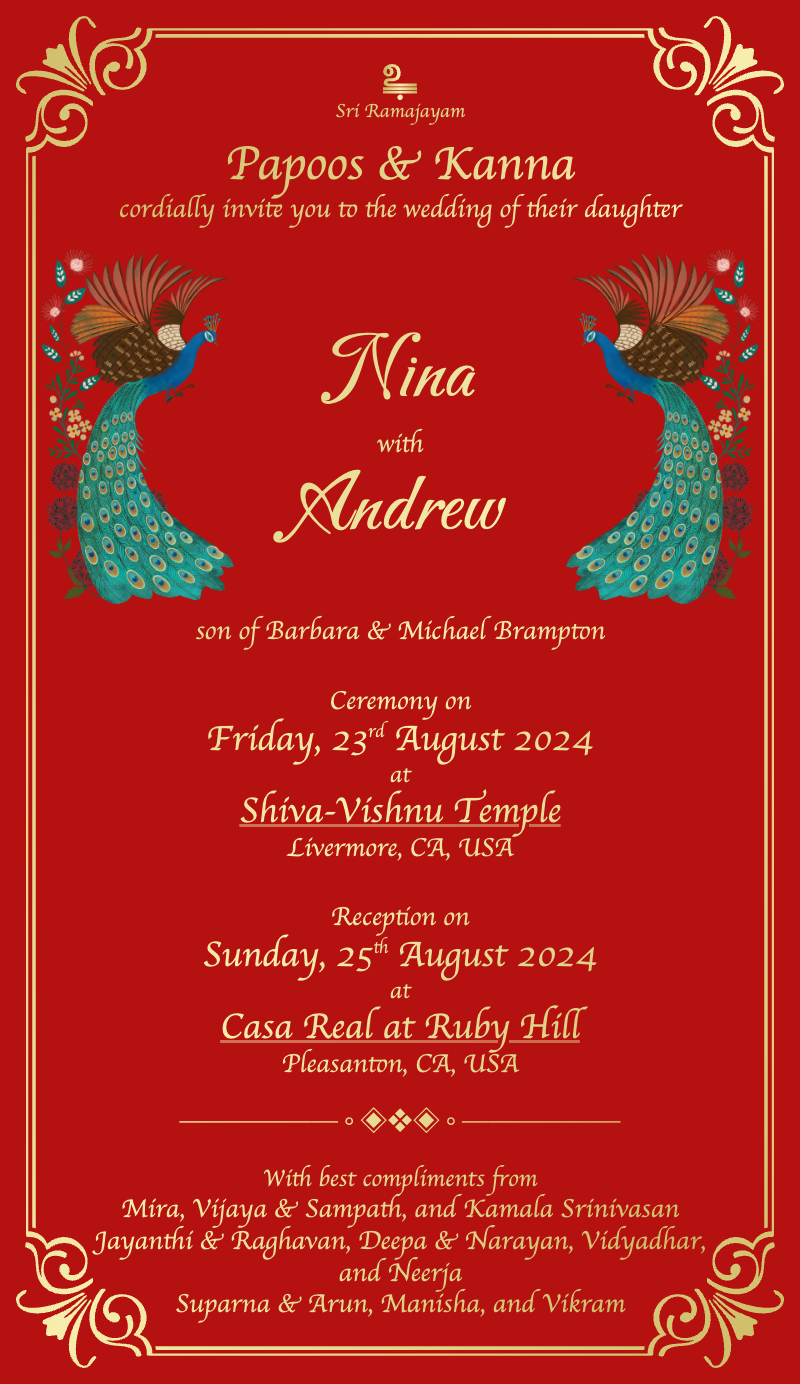 உ
Sri Ramajayam
Papoos & Kanna
cordially invite you to the wedding of their daughter
Nina
with
Andrew
son of Barbara & Michael Brampton
Ceremony on
Friday, 23rd August 2024
at
Shiva-Vishnu Temple
Livermore, CA, USA
Reception on
Sunday, 25th August 2024
at
Casa Real at Ruby Hill
Pleasanton, CA, USA
With best compliments from
Mira, Vijaya & Sampath, and Kamala Srinivasan
Jayanthi & Raghavan, Deepa & Narayan, Vidyadhar,
and Neerja
Suparna & Arun, Manisha, and Vikram